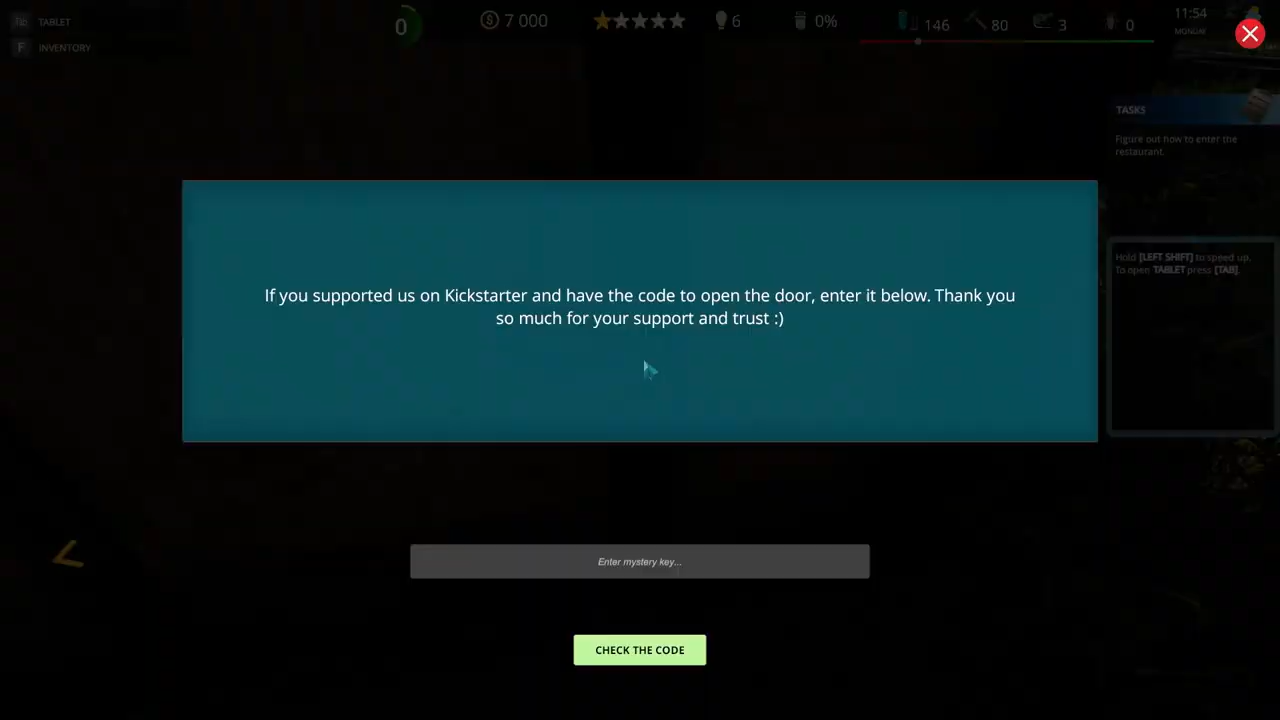 Tab TABLET
F INVENTORY
0
7 000
6
0%
146
80
3
0
11:54
MONDAY
TASKS
Figure out how to enter the
restaurant.
Hold [LEFT SHIFT] to speed up.
To open TABLET press [TAB].
If you supported us on Kickstarter and have the code to open the door, enter it below. Thank you
so much for your support and trust :)
Enter mystery key...
CHECK THE CODE